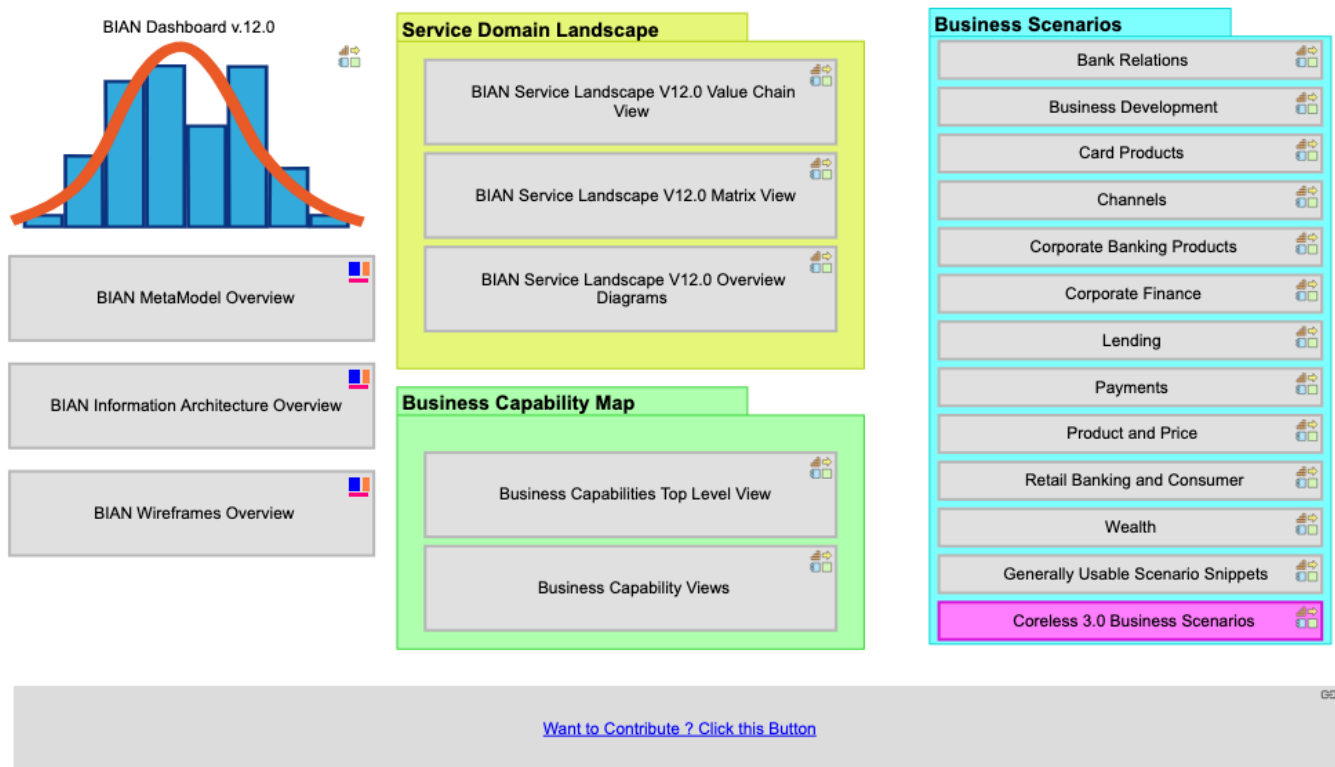 BIAN Dashboard v.12.0
BIAN MetaModel Overview
BIAN Information Architecture Overview
BIAN Wireframes Overview
Service Domain Landscape
BIAN Service Landscape V12.0 Value Chain
View
BIAN Service Landscape V12.0 Matrix View
BIAN Service Landscape V12.0 Overview
Diagrams
Business Capability Map
Business Capabilities Top Level View
Business Capability Views
Business Scenarios
Bank Relations
Business Development
Card Products
Channels
Corporate Banking Products
Corporate Finance
Lending
Payments
Product and Price
Retail Banking and Consumer
Wealth
Generally Usable Scenario Snippets
Coreless 3.0 Business Scenarios
Want to Contribute ? Click this Button